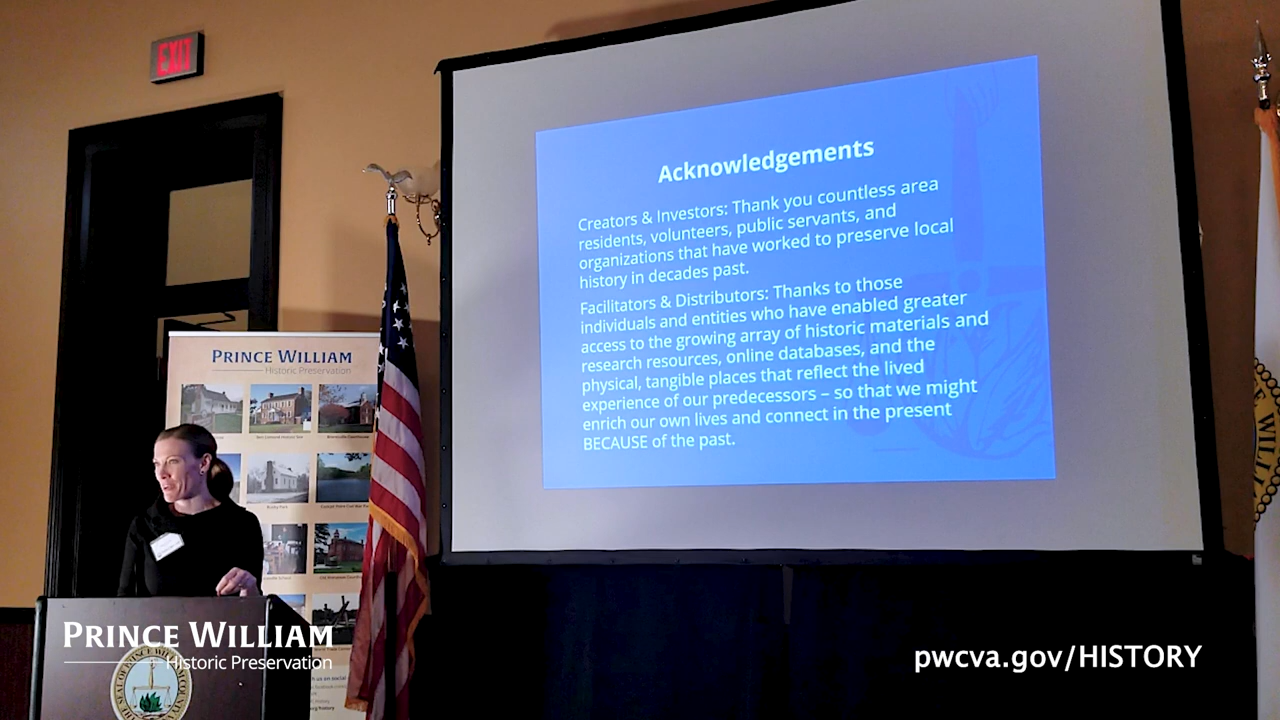 EXIT
Acknowledgements
Creators & Investors: Thank you countless area
residents, volunteers, public servants, and
organizations that have worked to preserve local
history in decades past.
Facilitators & Distributors: Thanks to those
individuals and entities who have enabled greater
access to the growing array of historic materials and
research resources, online databases, and the
physical, tangible places that reflect the lived
experience of our predecessors – so that we might
enrich our own lives and connect in the present
BECAUSE of the past.
PRINCE WILLIAM
Historic Preservation
PRINCE WILLIAM
Historic Preservation
pwcva.gov/HISTORY